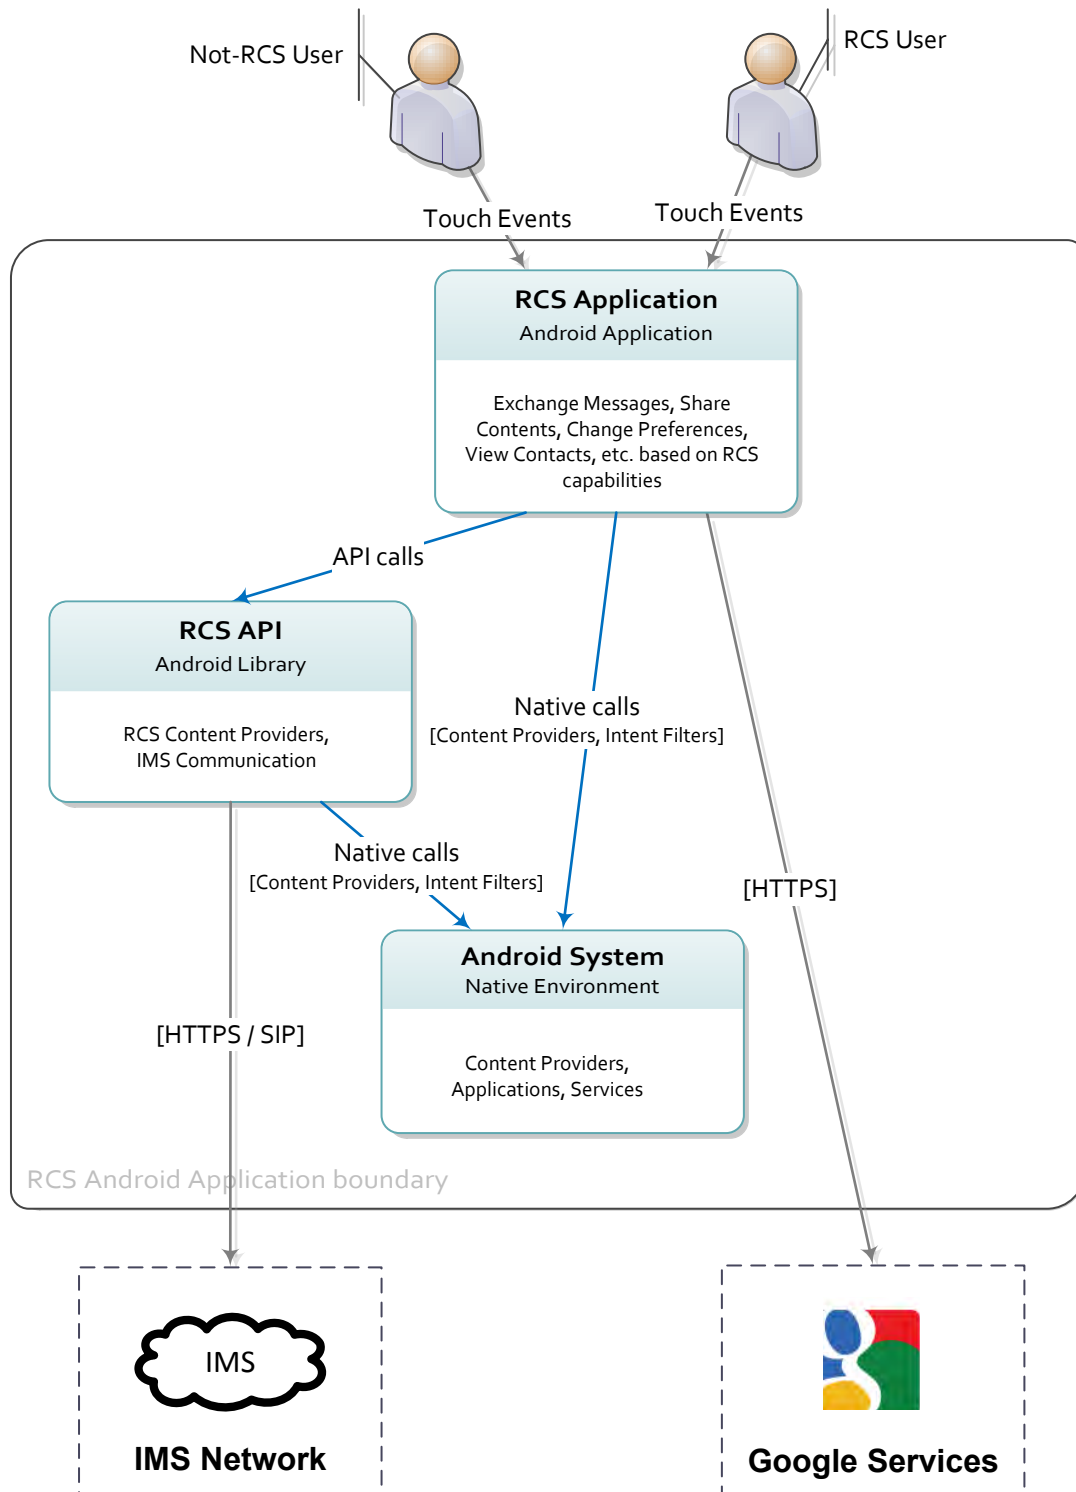 Not-RCS User
RCS User
Touch Events
Touch Events
RCS Application
Android Application
Exchange Messages, Share
Contents, Change Preferences,
View Contacts, etc. based on RCS
capabilities
API calls
RCS API
Android Library
RCS Content Providers,
IMS Communication
Native calls
[Content Providers, Intent Filters]
Native calls
[Content Providers, Intent Filters]
[HTTPS]
Android System
Native Environment
Content Providers,
Applications, Services
[HTTPS / SIP]
RCS Android Application boundary
IMS
IMS Network
Google Services